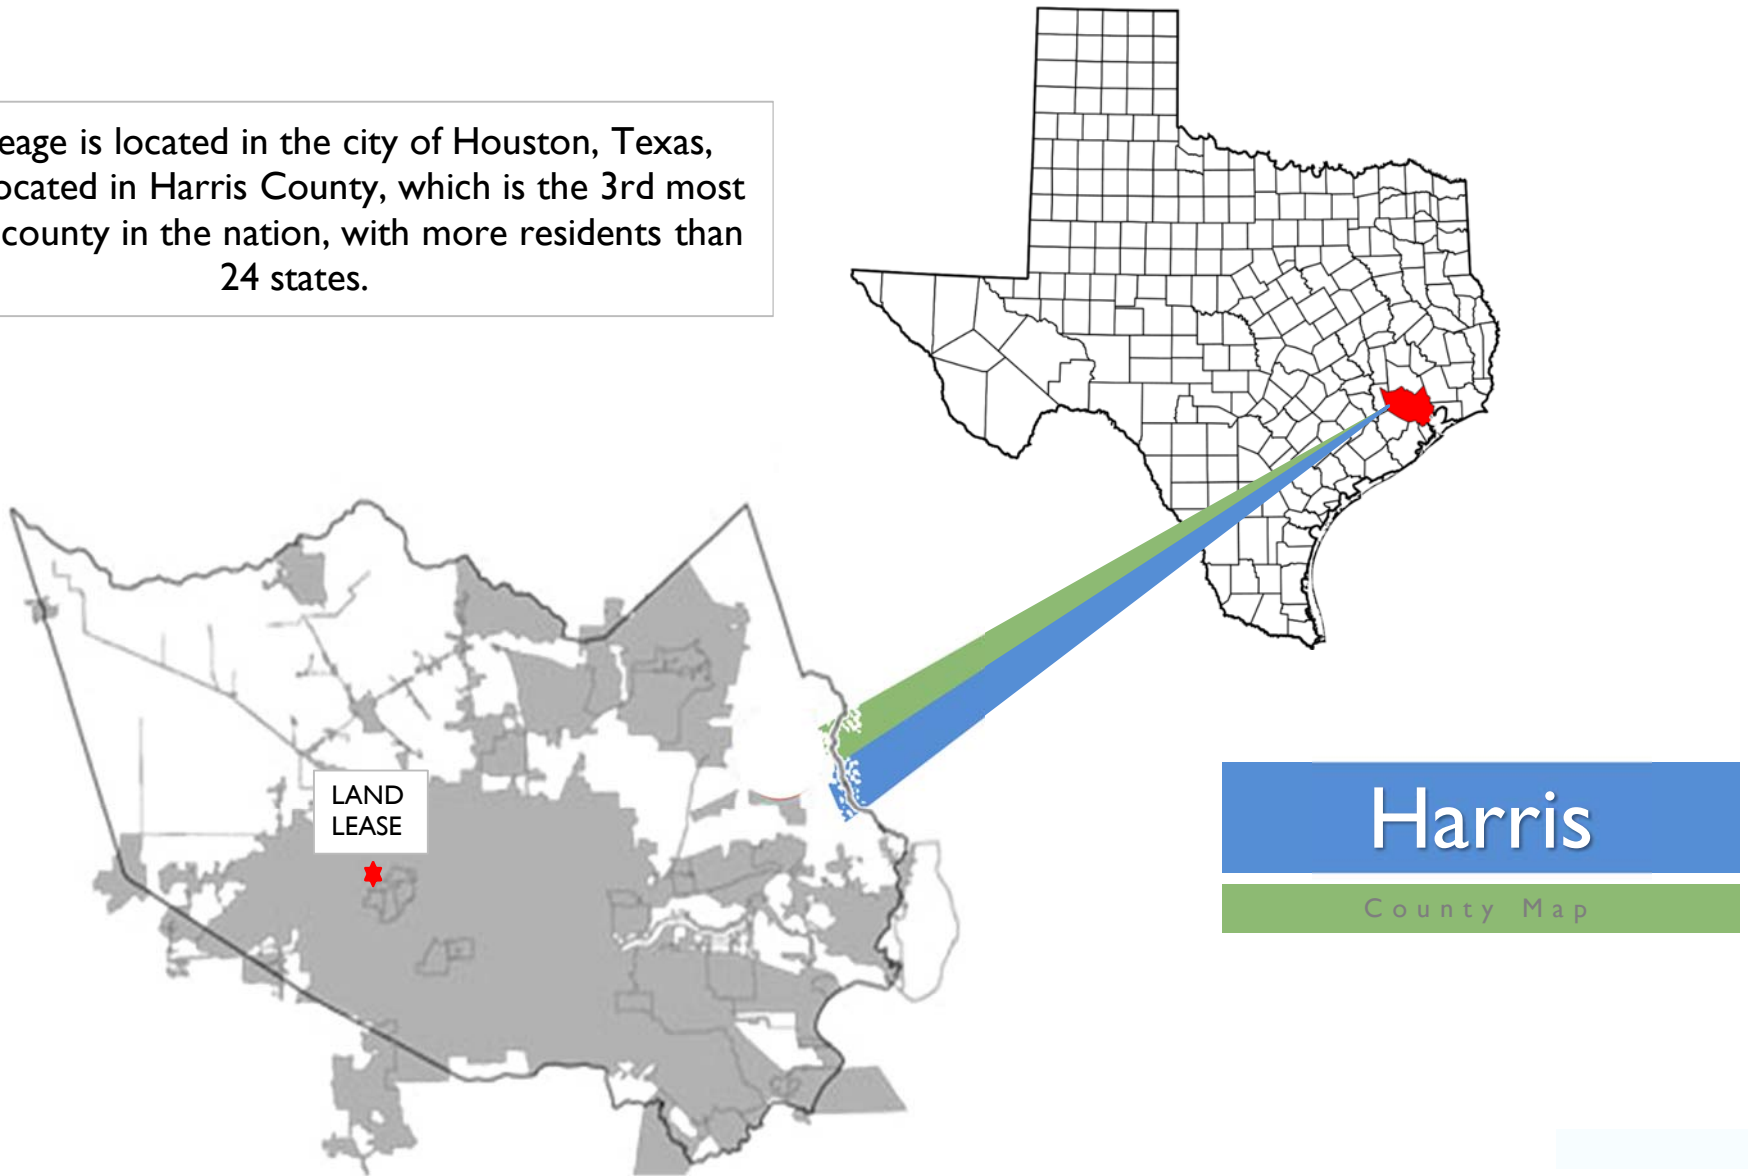 eage is located in the city of Houston, Texas,
ocated in Harris County, which is the 3rd most
county in the nation, with more residents than
24 states.
LAND
LEASE
Harris
County Map